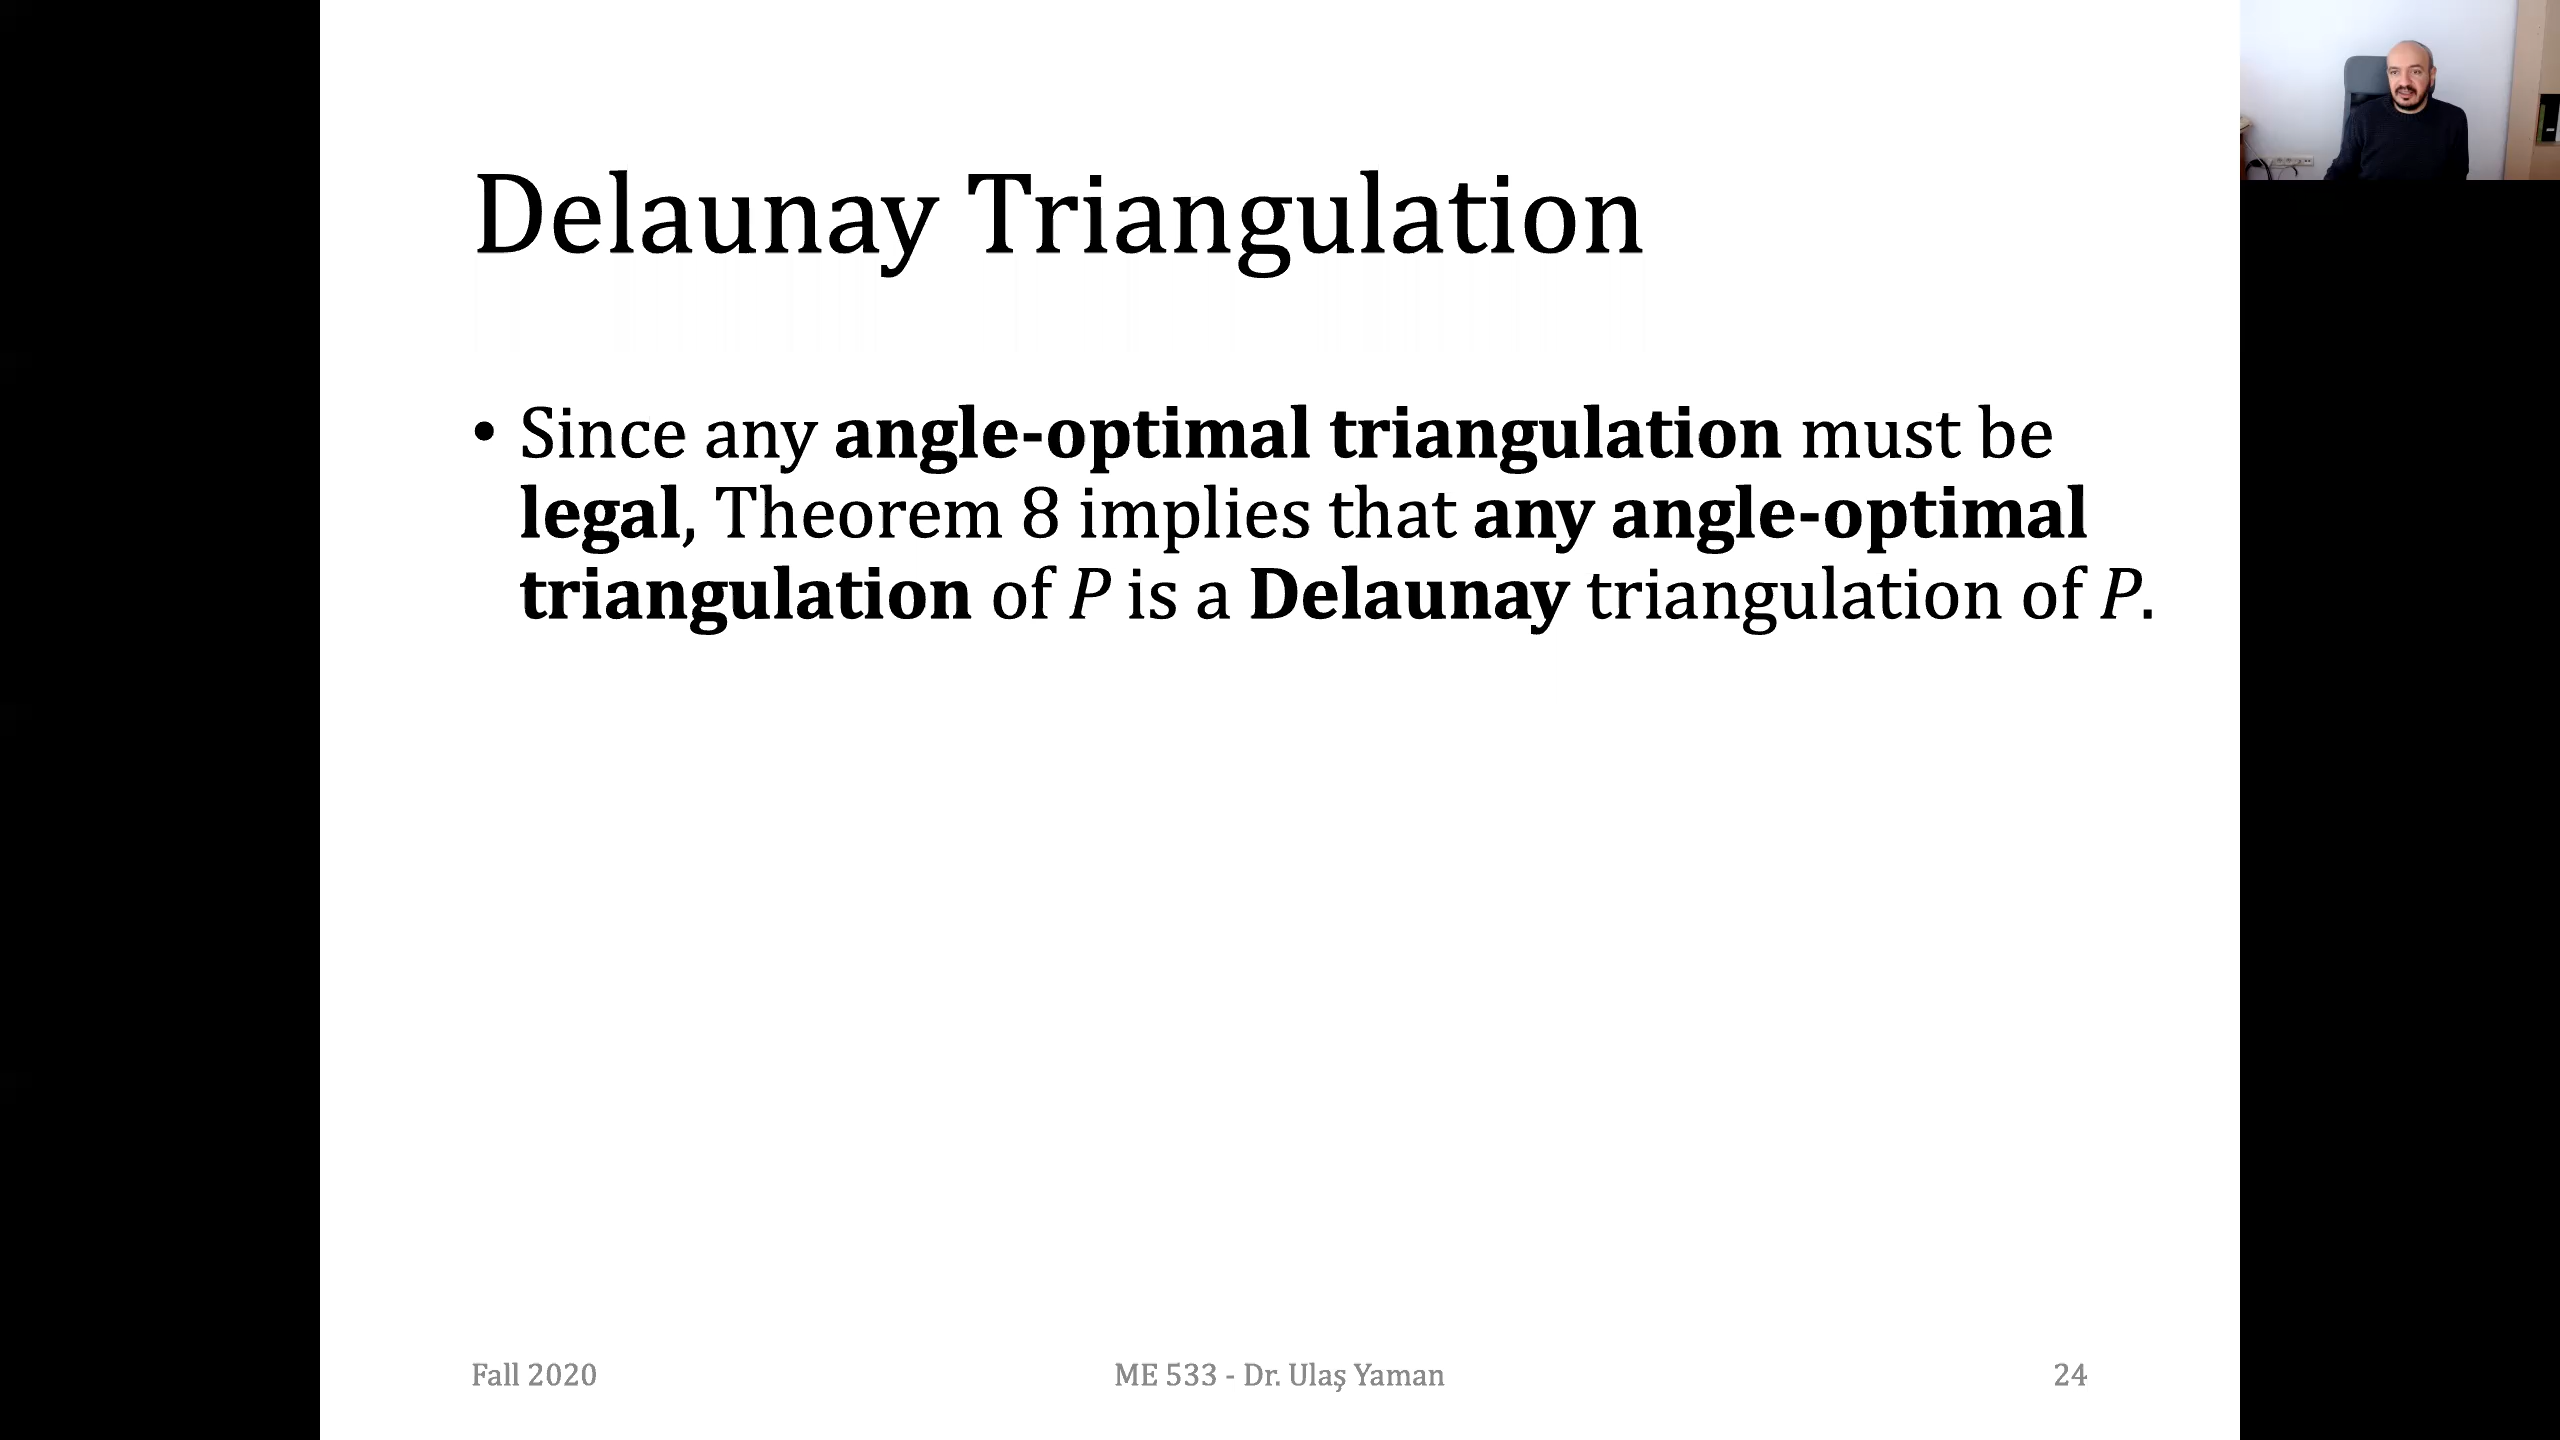 Delaunay Triangulation
• Since any angle-optimal triangulation must be
legal, Theorem 8 implies that any angle-optimal
triangulation of P is a Delaunay triangulation of P.
Fall 2020
ME 533 - Dr. Ulaş Yaman
24